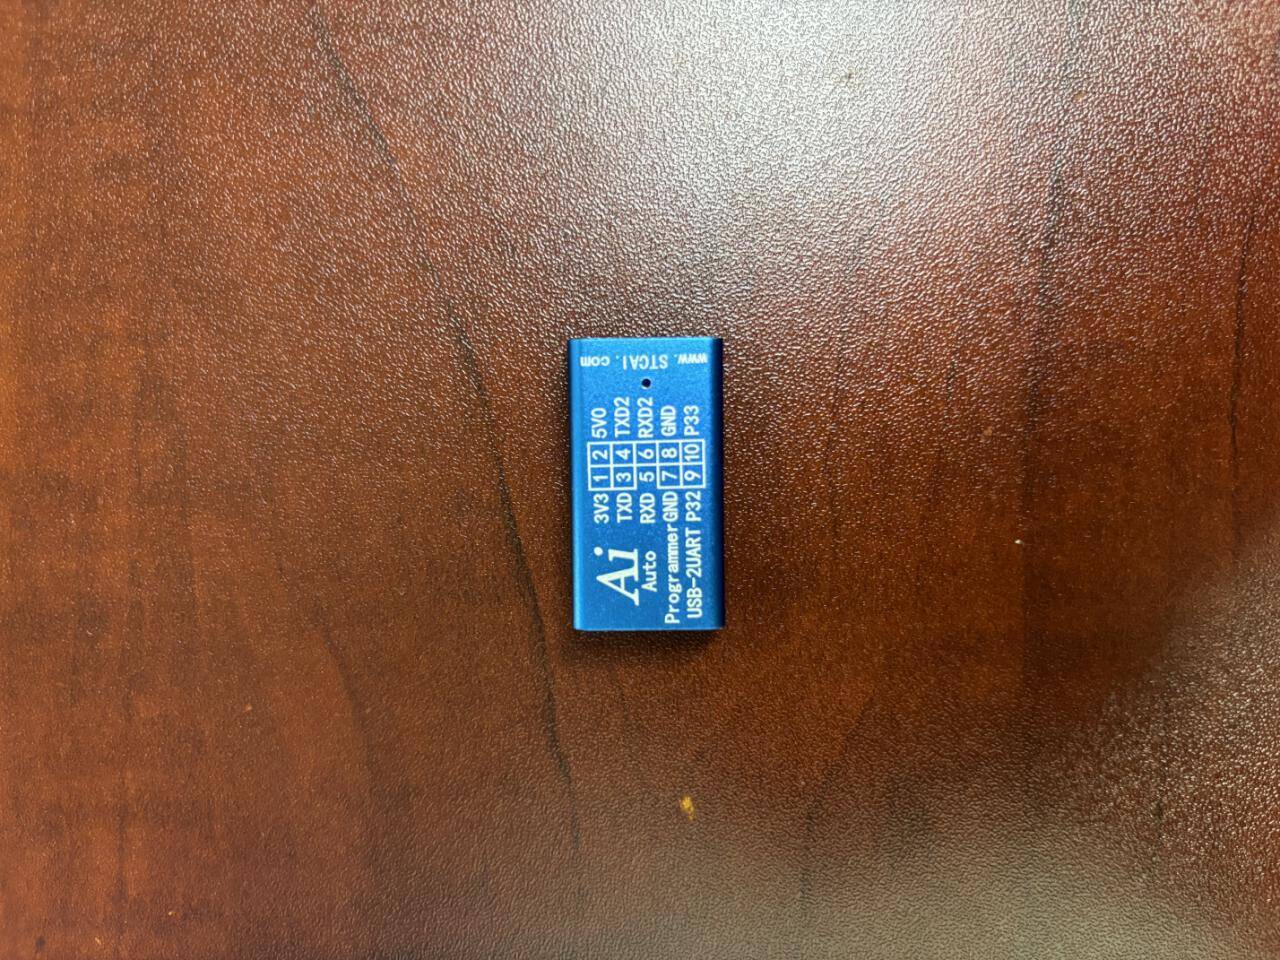 Ai
Auto
Programmer
USB-2UART
3V3 1 2 5V0
TXD 3 4 TXD2
RXD 5 6 RXD2
GND 7 8 GND
P32 9 10 P33
www.STCAI.com